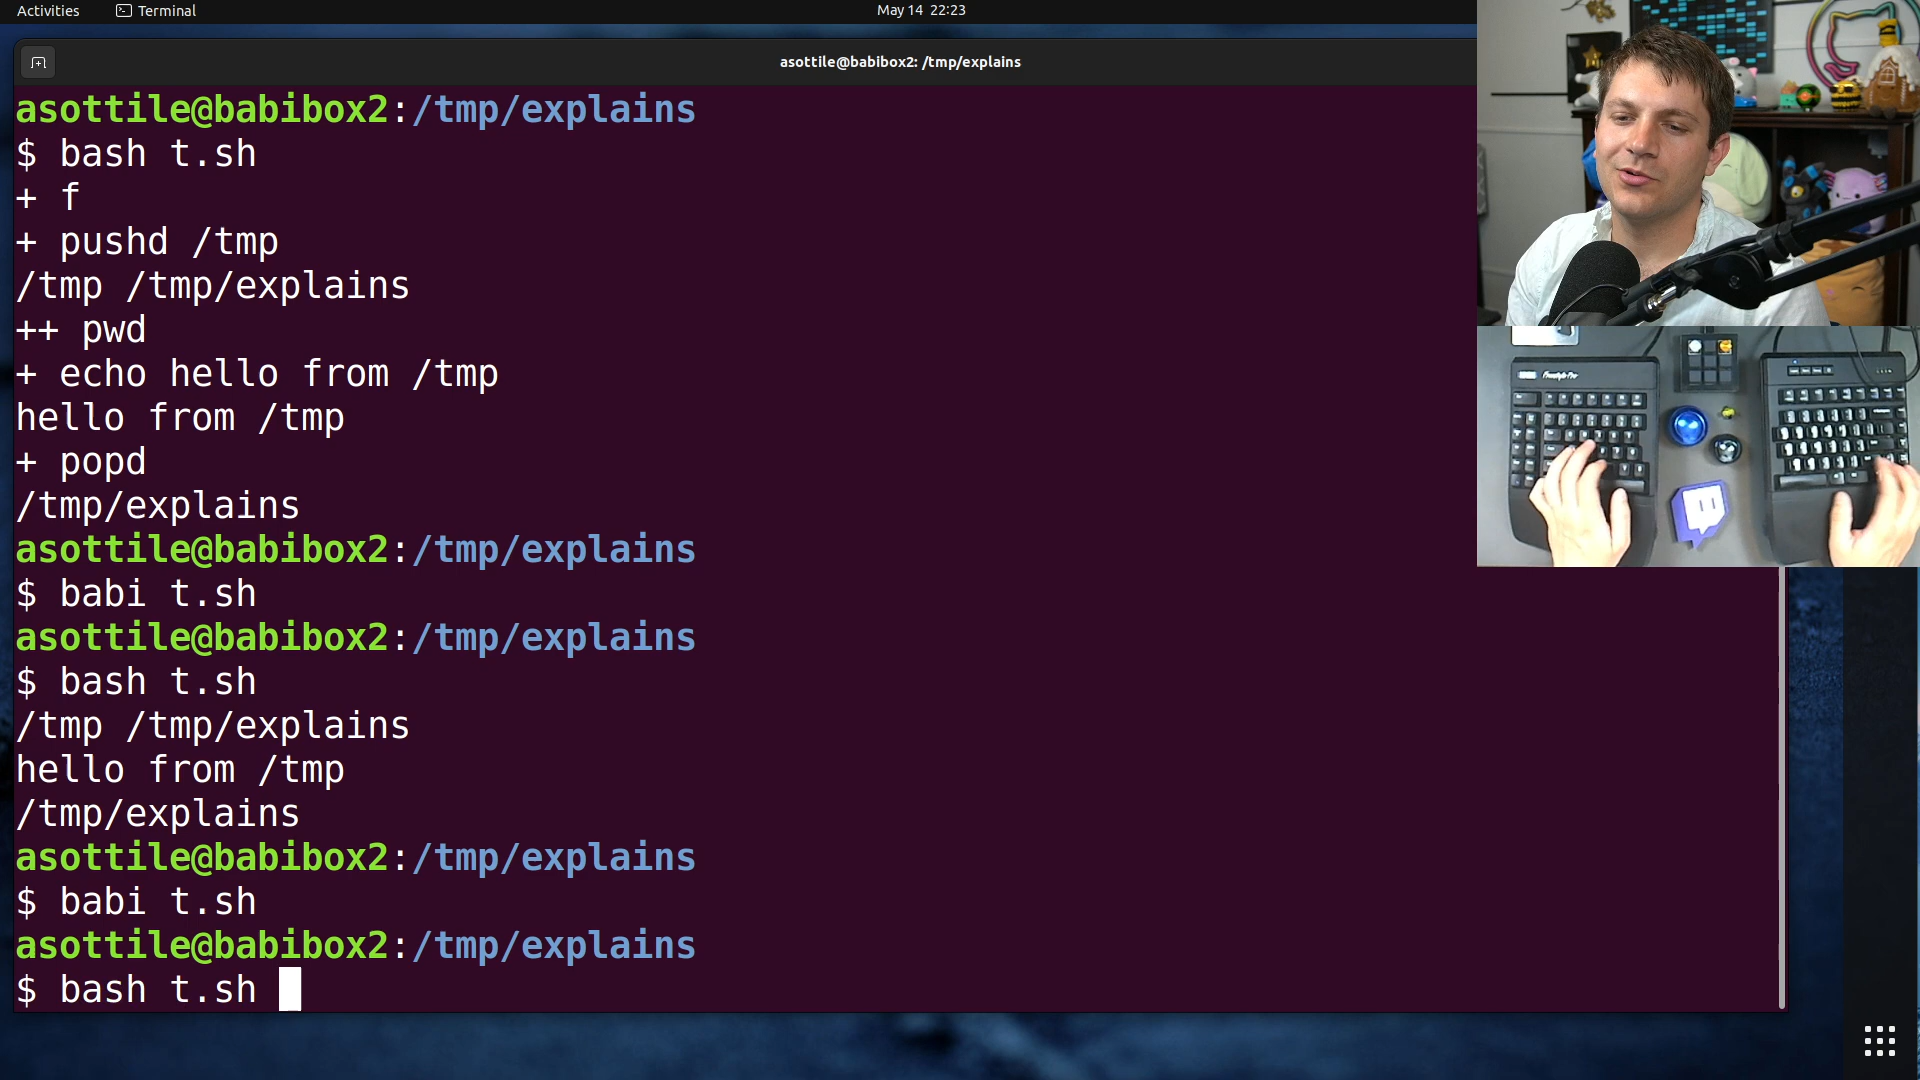 Activities
Terminal
May 14 22:23
asottile@babibox2: /tmp/explains
asottile@babibox2:/tmp/explains
$ bash t.sh
+ f
+ pushd /tmp
/tmp /tmp/explains
++ pwd
+ echo hello from /tmp
hello from /tmp
+ popd
/tmp/explains
asottile@babibox2:/tmp/explains
$ babi t.sh
asottile@babibox2:/tmp/explains
$ bash t.sh
/tmp /tmp/explains
hello from /tmp
/tmp/explains
asottile@babibox2:/tmp/explains
$ babi t.sh
asottile@babibox2:/tmp/explains
$ bash t.sh